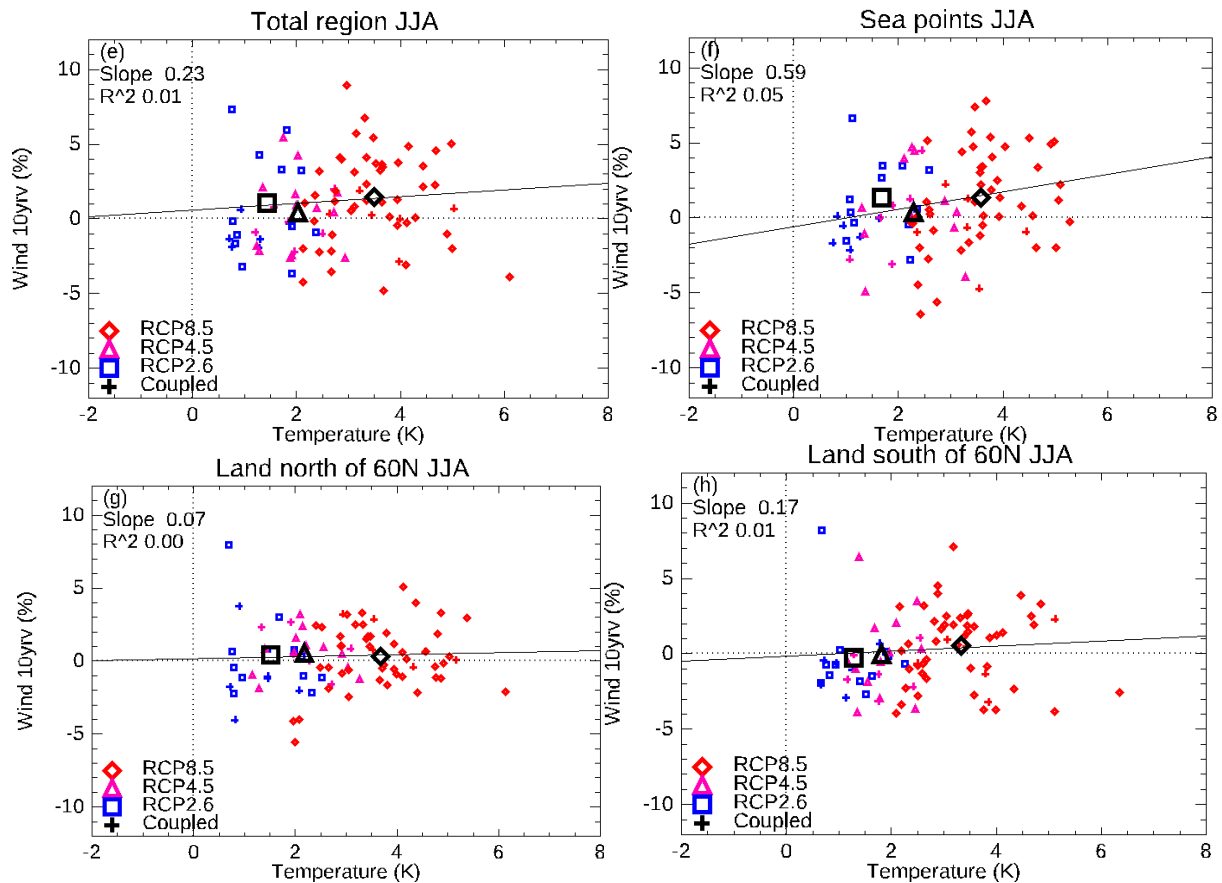 Total region JJA
(e)
Slope 0.23
R^2 0.01
10
5
0
-5
-10
Wind 10yrv (%)
RCP8.5
RCP4.5
RCP2.6
Coupled
-2 0 2 4 6 8
Temperature (K)
Sea points JJA
(f)
Slope 0.59
R^2 0.05
10
5
0
-5
-10
Wind 10yrv (%)
RCP8.5
RCP4.5
RCP2.6
Coupled
-2 0 2 4 6 8
Temperature (K)
Land north of 60N JJA
(g)
Slope 0.07
R^2 0.00
10
5
0
-5
-10
Wind 10yrv (%)
RCP8.5
RCP4.5
RCP2.6
Coupled
-2 0 2 4 6 8
Temperature (K)
Land south of 60N JJA
(h)
Slope 0.17
R^2 0.01
10
5
0
-5
-10
Wind 10yrv (%)
RCP8.5
RCP4.5
RCP2.6
Coupled
-2 0 2 4 6 8
Temperature (K)